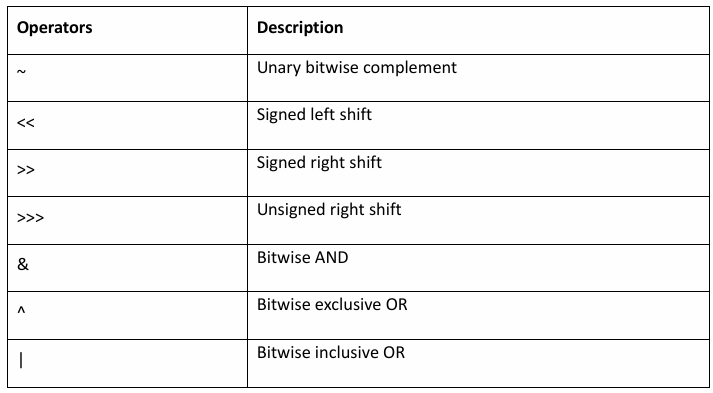 Operators Description
~ Unary bitwise complement
<< Signed left shift
>> Signed right shift
>>> Unsigned right shift
& Bitwise AND
^ Bitwise exclusive OR
| Bitwise inclusive OR